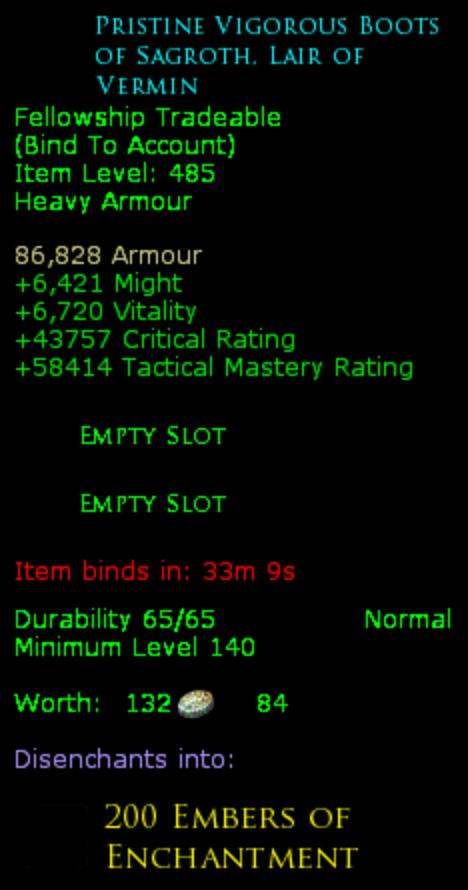 Pristine Vigorous Boots
of Sagroth, Lair of
Vermin
Fellowship Tradeable
(Bind To Account)
Item Level: 485
Heavy Armour
86,828 Armour
+6,421 Might
+6,720 Vitality
+43757 Critical Rating
+58414 Tactical Mastery Rating
Empty Slot
Empty Slot
Item binds in: 33m 9s
Durability 65/65 Normal
Minimum Level 140
Worth: 132 84
Disenchants into:
200 Embers of
Enchantment